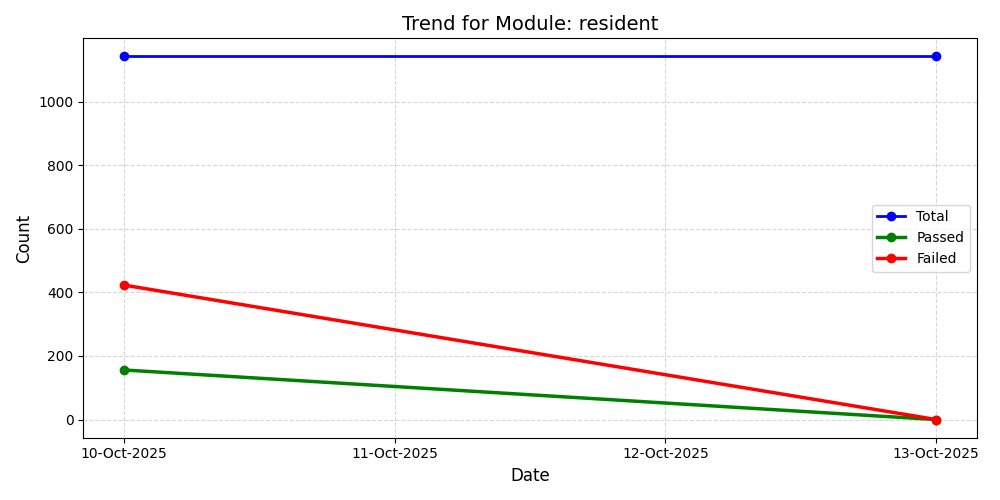 Trend for Module: resident
Count
1000
800
600
400
200
0
Total
Passed
Failed
10-Oct-2025
11-Oct-2025
12-Oct-2025
13-Oct-2025
Date